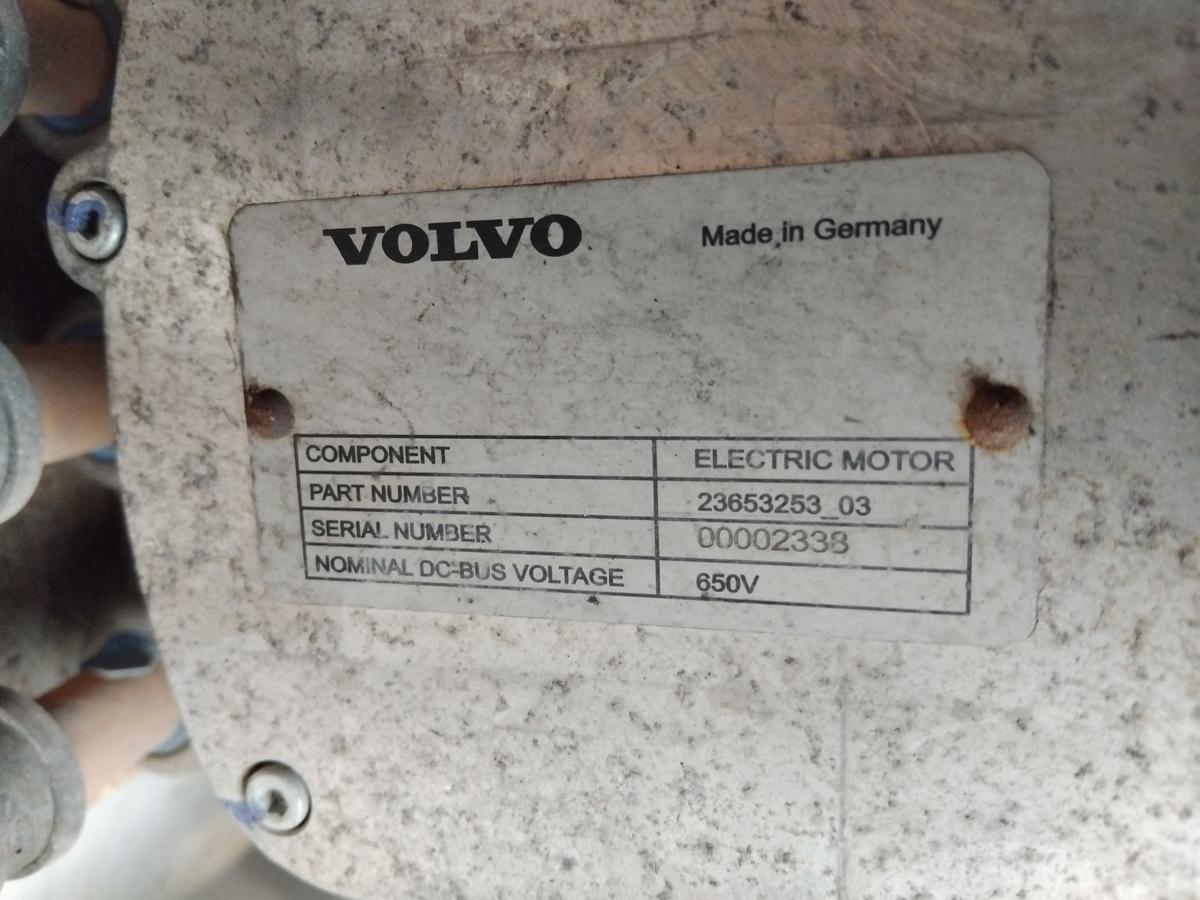 VOLVO Made in Germany
COMPONENT ELECTRIC MOTOR
PART NUMBER 23653253_03
SERIAL NUMBER 00002338
NOMINAL DC-BUS VOLTAGE 650V